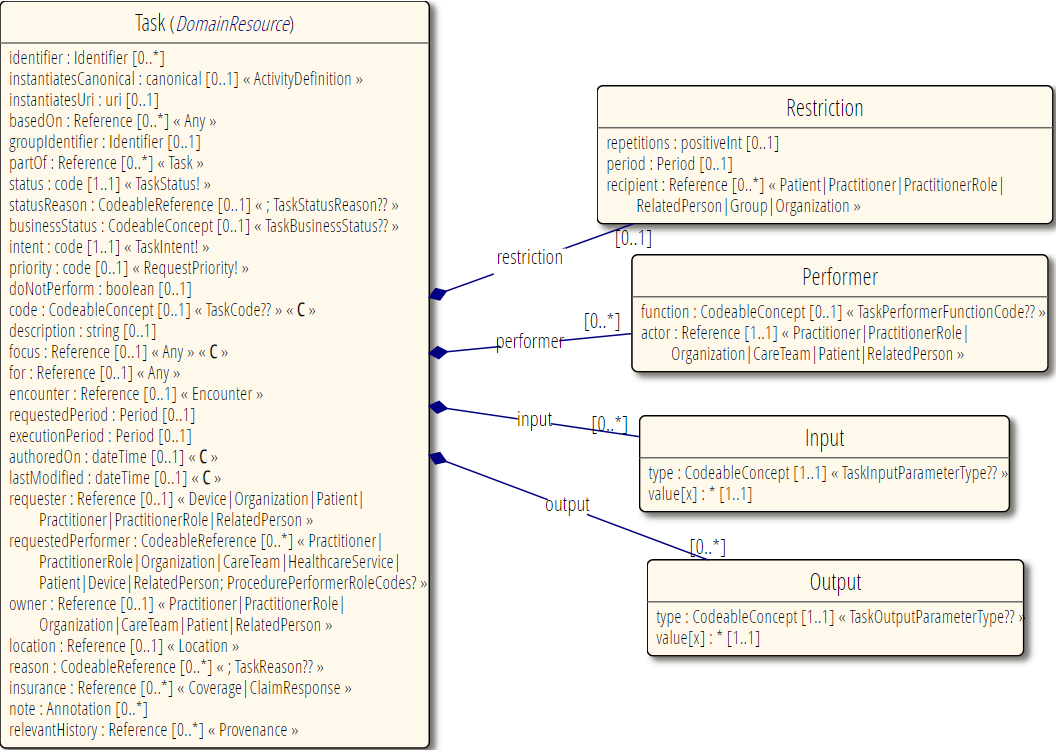 Task (DomainResource)
identifier : Identifier [0..*]
instantiatesCanonical : canonical [0..1] « ActivityDefinition »
instantiatesUri : uri [0..1]
basedOn : Reference [0..*] « Any »
groupIdentifier : Identifier [0..1]
partOf : Reference [0..*] « Task »
status : code [1..1] « TaskStatus! »
statusReason : CodeableReference [0..1] « ; TaskStatusReason?? »
businessStatus : CodeableConcept [0..1] « TaskBusinessStatus?? »
intent : code [1..1] « TaskIntent! »
priority : code [0..1] « RequestPriority! »
doNotPerform : boolean [0..1]
code : CodeableConcept [0..1] « TaskCode?? » « C »
description : string [0..1]
focus : Reference [0..1] « Any » « C »
for : Reference [0..1] « Any »
encounter : Reference [0..1] « Encounter »
requestedPeriod : Period [0..1]
executionPeriod : Period [0..1]
authoredOn : dateTime [0..1] « C »
lastModified : dateTime [0..1] « C »
requester : Reference [0..1] « Device|Organization|Patient|
Practitioner|PractitionerRole|RelatedPerson »
requestedPerformer : CodeableReference [0..*] « Practitioner|
PractitionerRole|Organization|CareTeam|HealthcareService|
Patient|Device|RelatedPerson; ProcedurePerformerRoleCodes? »
owner : Reference [0..1] « Practitioner|PractitionerRole|
Organization|CareTeam|Patient|RelatedPerson »
location : Reference [0..1] « Location »
reason : CodeableReference [0..*] « ; TaskReason?? »
insurance : Reference [0..*] « Coverage|ClaimResponse »
note : Annotation [0..*]
relevantHistory : Reference [0..*] « Provenance »
restriction
[0..1]
Restriction
repetitions : positiveInt [0..1]
period : Period [0..1]
recipient : Reference [0..*] « Patient|Practitioner|PractitionerRole|
RelatedPerson|Group|Organization »
performer
[0..*]
Performer
function : CodeableConcept [0..1] « TaskPerformerFunctionCode?? »
actor : Reference [1..1] « Practitioner|PractitionerRole|
Organization|CareTeam|Patient|RelatedPerson »
input
[0..*]
Input
type : CodeableConcept [1..1] « TaskInputParameterType?? »
value[x] : * [1..1]
output
[0..*]
Output
type : CodeableConcept [1..1] « TaskOutputParameterType?? »
value[x] : * [1..1]